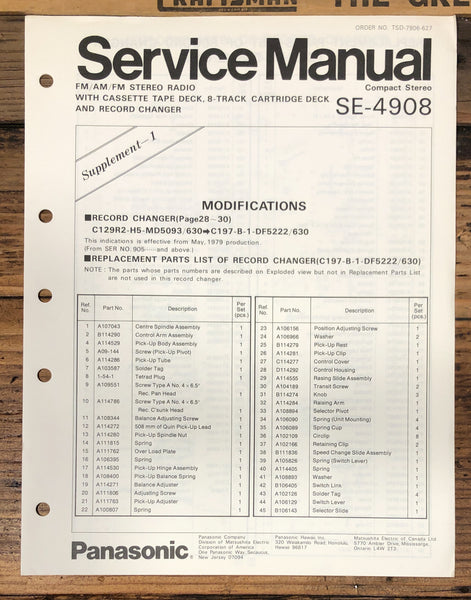 CRAFTSMAN
THE GRE
ORDER NO. TSD-7906-627
Service Manual
FM/AM/FM STEREO RADIO
WITH CASSETTE TAPE DECK, 8-TRACK CARTRIDGE DECK
AND RECORD CHANGER
Compact Stereo
SE-4908
Supplement-1
MODIFICATIONS
■RECORD CHANGER(Page28~30)
C129R2-H5-MD5093/630➡C197-B-1-DF5222/630
This indications is effective from May, 1979 production.
(From SER NO.905······and above.)
■REPLACEMENT PARTS LIST OF RECORD CHANGER(C197-B-1-DF5222/630)
NOTE : The parts whose parts numbers are described on Exploded view but not in Replacement Parts List
are not used in this record changer.
Ref. No. Part No. Description Per Set (pcs.)
1 A107043 Centre Spindle Assembly 1
2 B114290 Control Arm Assembly 1
4 A114529 Pick-Up Body Assembly 1
5 A09-144 Screw (Pick-Up Pivot) 1
6 A114286 Pick-Up Tube 1
7 A103587 Solder Tag 1
8 1-54-1 Tetrad Plug 1
9 A109551 Screw Type A No. 4 × 6.5"
Rec. Pan Head 1
10 A114786 Screw Type A No. 4 × 6.5"
Rec. C'sunk Head 1
11 A108344 Balance Adjusting Screw 1
12 A114272 508 mm of Quin Pick-Up Lead 1
13 A114280 Pick-Up Spindle Nut 1
14 A111815 Spring 1
15 A111762 Over Load Plate 1
16 A106395 Spring 1
17 A114530 Pick-Up Hinge Assembly 1
18 A108400 Pick-Up Balance Spring 1
19 A114271 Balance Adjuster 1
20 A111806 Adjusting Screw 1
21 A111763 Pick-Up Adjuster 1
22 A100807 Spring 1
Ref. No. Part No. Description Per Set (pcs.)
23 A106156 Position Adjusting Screw 1
24 A106966 Washer 2
25 B114279 Pick-Up Rest 1
26 A114281 Pick-Up Clip 1
27 C114277 Control Cover 1
28 D114292 Control Housing 1
29 A114555 Rasing Slide Assembly 1
30 A104189 Transit Screw 2
31 B114274 Knob 3
32 A114284 Raising Arm 1
33 A108894 Selector Pivot 1
34 A106090 Spring (Unit Mounting) 4
35 A106089 Spring Cup 4
36 A102109 Circlip 8
37 A102166 Retaining Clip 2
38 B111836 Speed Change Slide Assembly 1
39 A105828 Spring (Switch Lever) 1
40 A114405 Spring 1
41 A108893 Washer 1
42 B106405 Switch Link 1
43 A102128 Solder Tag 4
44 C106129 Switch Lever 1
45 B106143 Selector Slide 1
Panasonic®
Panasonic Company
Division of Matsushita Electric
Corporation of America
One Panasonic Way, Secaucus,
New Jersey 07094
Panasonic Hawaii, Inc.
320 Waiakamilo Road, Honolulu,
Hawaii 96817
Matsushita Electric of Canada Ltd.
5770 Ambler Drive, Mississauga,
Ontario L4W 2T3